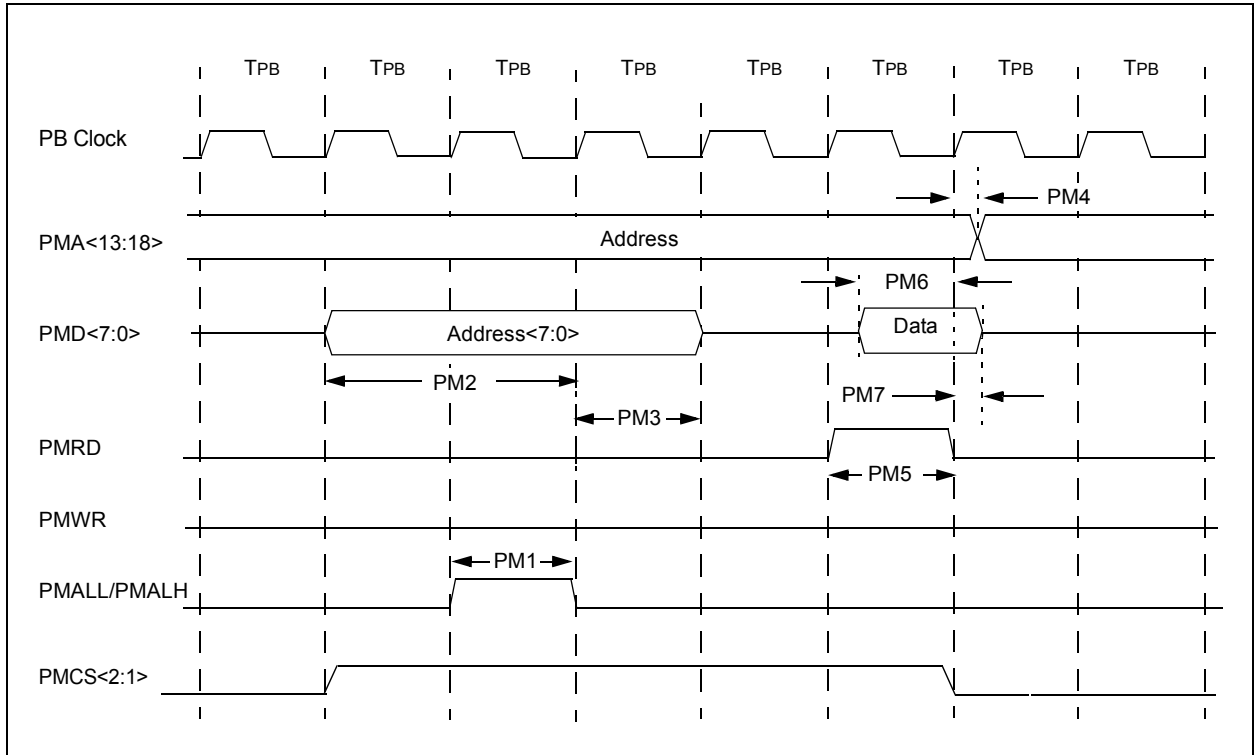 TPB TPB TPB TPB TPB TPB TPB TPB
PB Clock
PM4
PMA<13:18>
Address
PM6
PMD<7:0>
Address<7:0>
Data
PM2
PM7
PM3
PMRD
PM5
PMWR
PM1
PMALL/PMALH
PMCS<2:1>